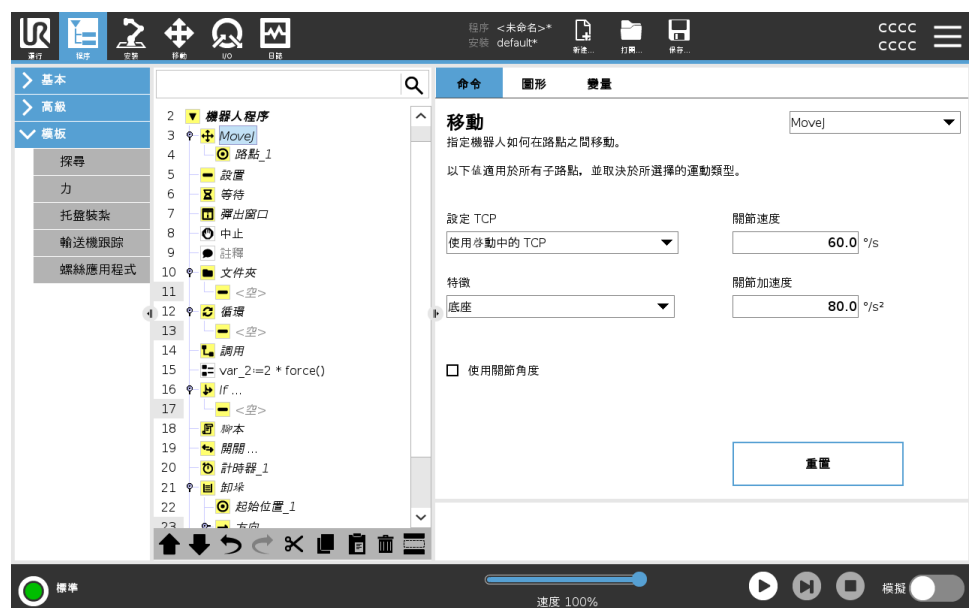 運行
程序
安裝
移動
I/O
日誌
程序 <未命名>*
安裝 default*
新建...
打開...
保存...
cccc
cccc
基本
高級
模板
探尋
力
托盤裝紮
輸送機跟踪
螺絲應用程式
2 機器人程序
3 MoveJ
4 路點_1
5 設置
6 等待
7 彈出窗口
8 中止
9 註釋
10 文件夾
11 <空>
12 循環
13 <空>
14 調用
15 var_2≔2 * force()
16 If ...
17 <空>
18 腳本
19 開關 ...
20 計時器_1
21 卸垛
22 起始位置_1
23 方向
命令
圖形
變量
移動
MoveJ
指定機器人如何在路點之間移動。
以下值適用於所有子路點，並取決於所選擇的運動類型。
設定 TCP
關節速度
使用啓動中的 TCP
60.0 °/s
特徵
關節加速度
底座
80.0 °/s²
使用關節角度
重置
標準
速度 100%
模擬